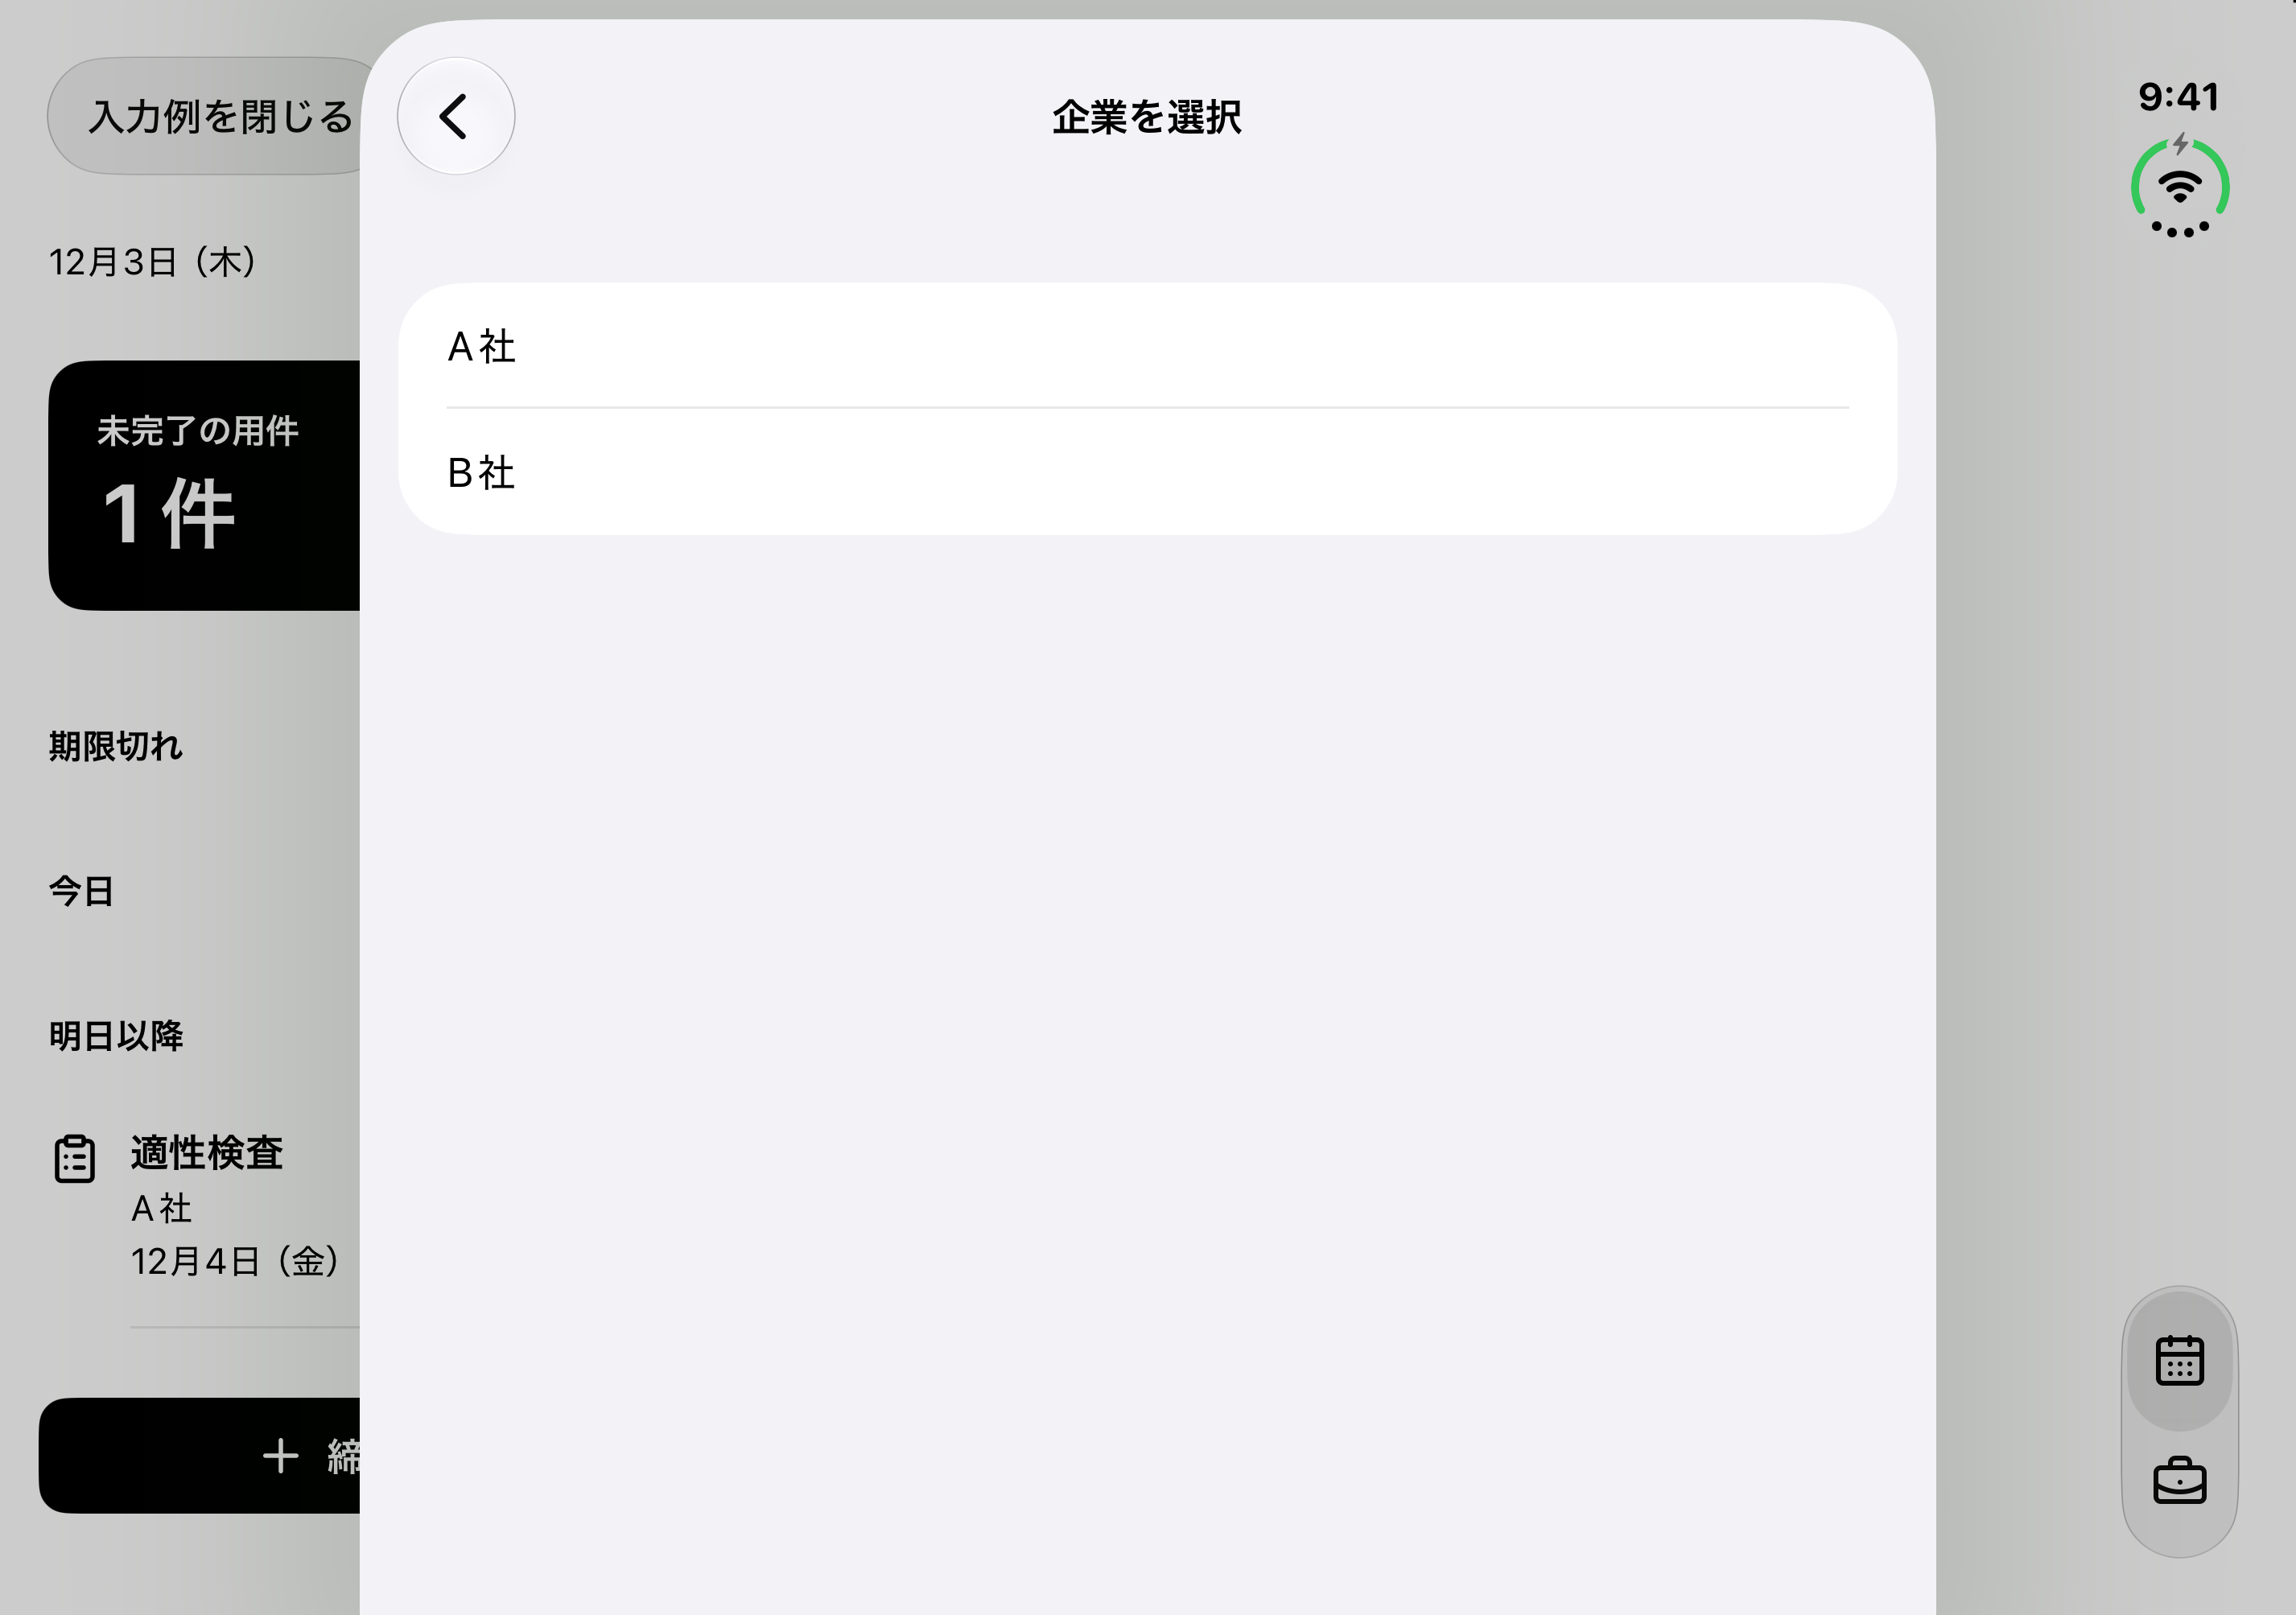 入力例を閉じる
企業を選択
9:41
12月3日（木）
A社
B社
未完了の用件
1件
期限切れ
今日
明日以降
適性検査
A社
12月4日（金）
＋ 締